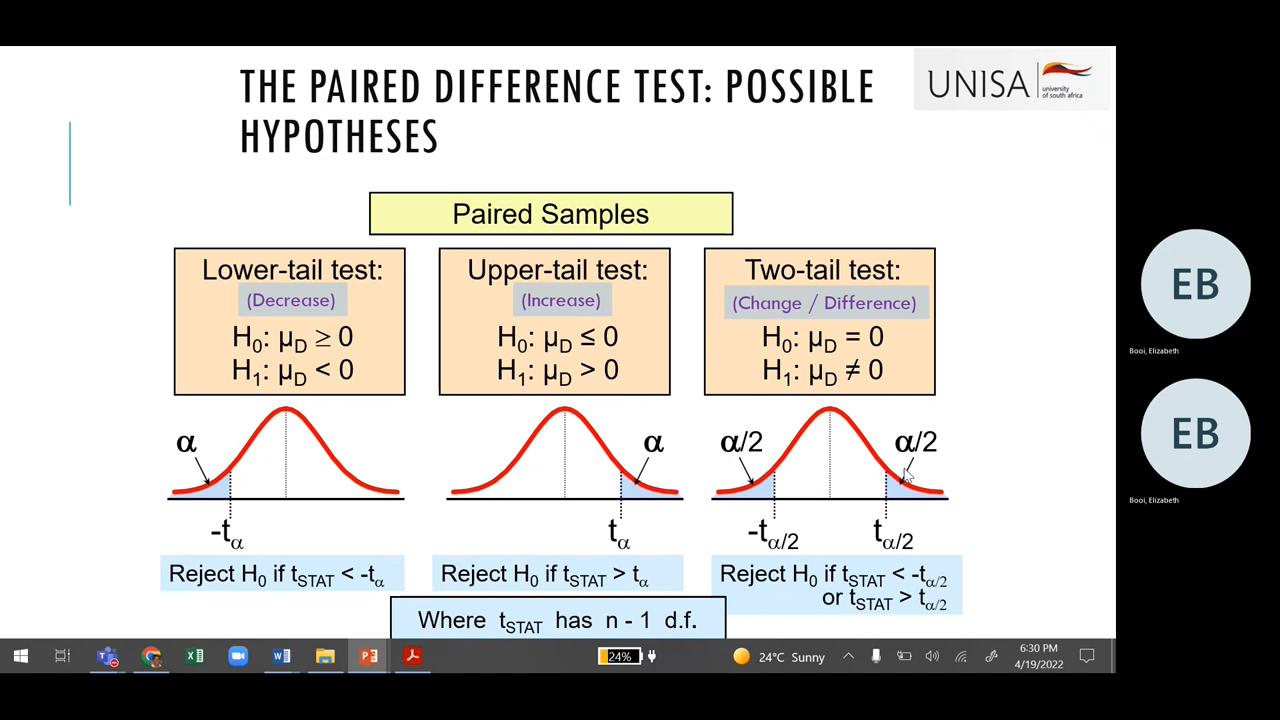 THE PAIRED DIFFERENCE TEST: POSSIBLE
HYPOTHESES
UNISA
university
of south africa
Paired Samples
Lower-tail test:
(Decrease)
H₀: μD ≥ 0
H₁: μD < 0
Upper-tail test:
(Increase)
H₀: μD ≤ 0
H₁: μD > 0
Two-tail test:
(Change / Difference)
H₀: μD = 0
H₁: μD ≠ 0
α
α
α/2
α/2
-tα
tα
-tα/2
tα/2
Reject H₀ if tSTAT < -tα
Reject H₀ if tSTAT > tα
Reject H₀ if tSTAT < -tα/2
or tSTAT > tα/2
Where tSTAT has n - 1 d.f.
EB
Booi, Elizabeth
EB
Booi, Elizabeth
24%
24°C Sunny
6:30 PM
4/19/2022